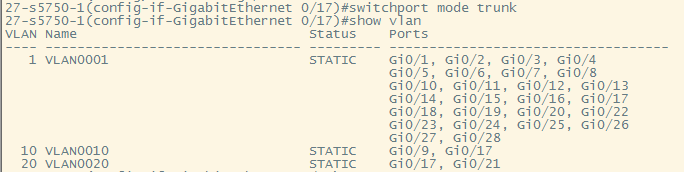 27-s5750-1(config-if-GigabitEthernet 0/17)#switchport mode trunk
27-s5750-1(config-if-GigabitEthernet 0/17)#show vlan
VLAN Name                             Status    Ports
---- -------------------------------- --------- -----------------------------------
   1 VLAN0001                         STATIC    Gi0/1, Gi0/2, Gi0/3, Gi0/4
                                                Gi0/5, Gi0/6, Gi0/7, Gi0/8
                                                Gi0/10, Gi0/11, Gi0/12, Gi0/13
                                                Gi0/14, Gi0/15, Gi0/16, Gi0/17
                                                Gi0/18, Gi0/19, Gi0/20, Gi0/22
                                                Gi0/23, Gi0/24, Gi0/25, Gi0/26
                                                Gi0/27, Gi0/28
  10 VLAN0010                         STATIC    Gi0/9, Gi0/17
  20 VLAN0020                         STATIC    Gi0/17, Gi0/21